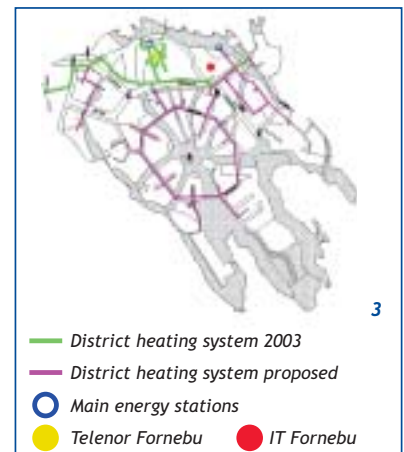 3
District heating system 2003
District heating system proposed
Main energy stations
Telenor Fornebu IT Fornebu